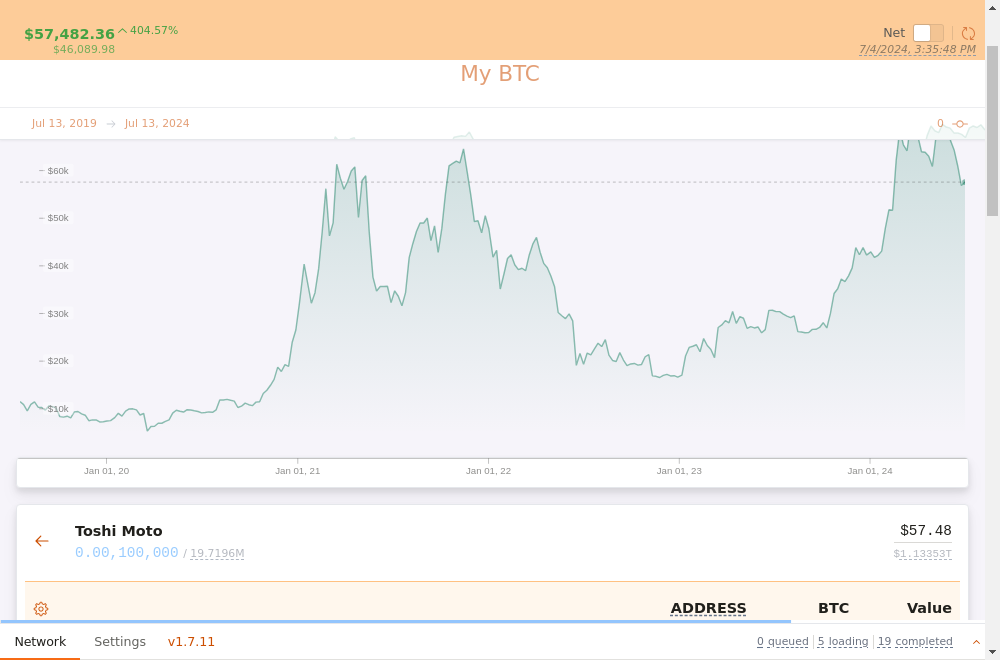 $57,482.36 404.57%
$46,089.98
Net
7/4/2024, 3:35:48 PM
My BTC
Jul 13, 2019 → Jul 13, 2024
0
$60k
$50k
$40k
$30k
$20k
$10k
Jan 01, 20 Jan 01, 21 Jan 01, 22 Jan 01, 23 Jan 01, 24
Toshi Moto
0.00,100,000 / 19.7196M
$57.48
$1.13353T
ADDRESS BTC Value
Network Settings v1.7.11
0 queued 5 loading 19 completed